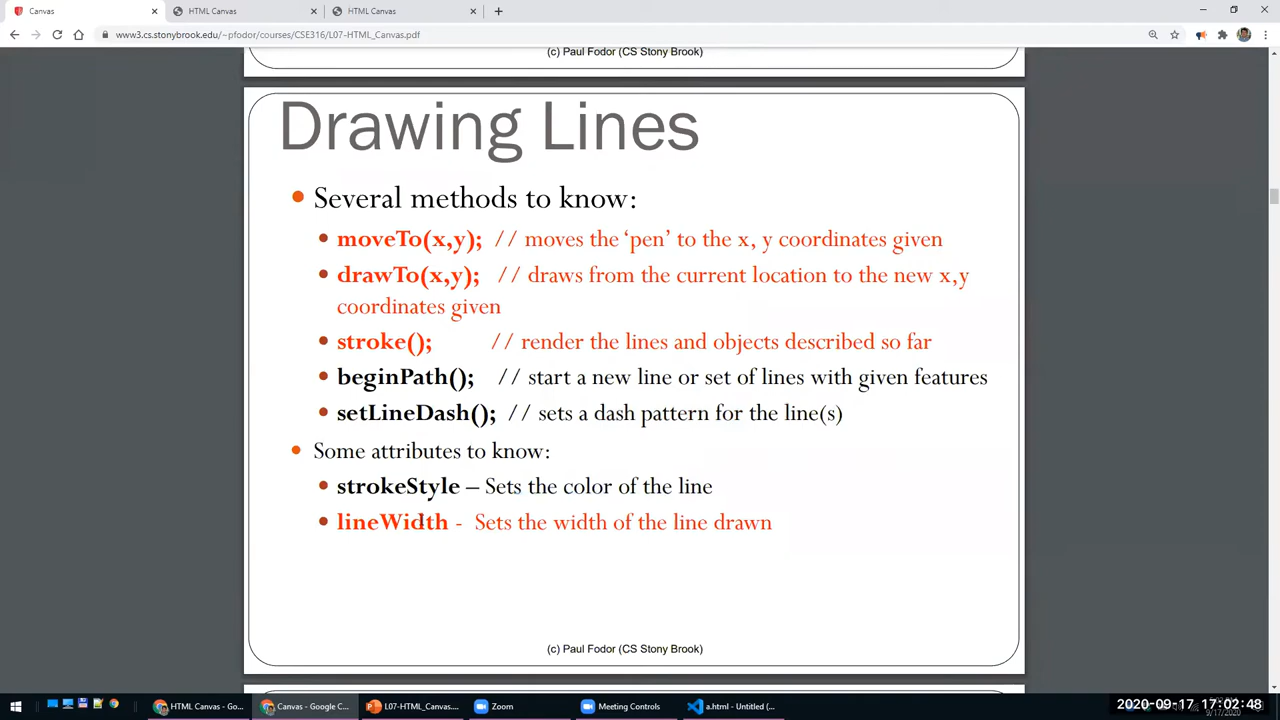 Canvas
HTML Canvas
HTML Canvas
www3.cs.stonybrook.edu/~pfodor/courses/CSE316/L07-HTML_Canvas.pdf
(c) Paul Fodor (CS Stony Brook)
Drawing Lines
Several methods to know:
moveTo(x,y); // moves the ‘pen’ to the x, y coordinates given
drawTo(x,y); // draws from the current location to the new x,y
coordinates given
stroke(); // render the lines and objects described so far
beginPath(); // start a new line or set of lines with given features
setLineDash(); // sets a dash pattern for the line(s)
Some attributes to know:
strokeStyle – Sets the color of the line
lineWidth - Sets the width of the line drawn
(c) Paul Fodor (CS Stony Brook)
HTML Canvas - Go...
Canvas - Google C...
L07-HTML_Canvas....
Zoom
Meeting Controls
a.html - Untitled (...
2020-09-17 17:02:48
9/17/2020